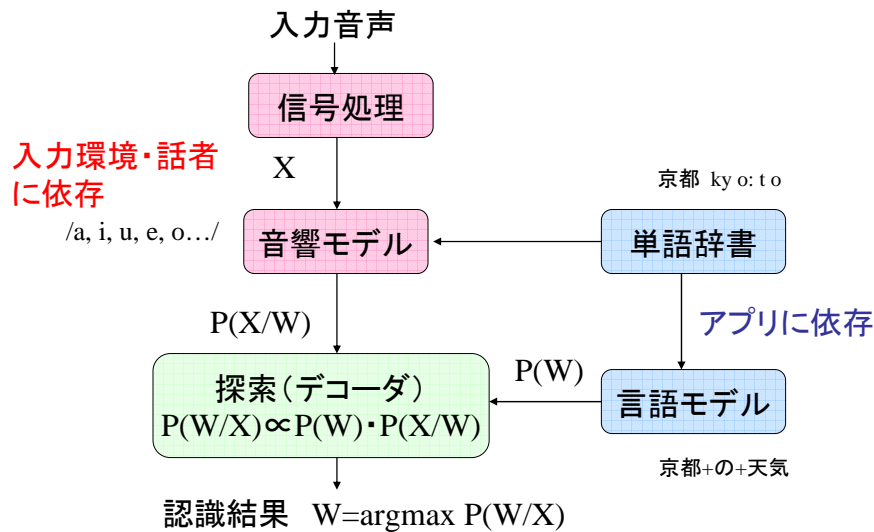 入力音声
信号処理
入力環境・話者
に依存
X
京都 ky o: t o
/a, i, u, e, o…/
音響モデル
単語辞書
P(X/W)
アプリに依存
探索(デコーダ)
P(W/X)∝P(W)・P(X/W)
P(W)
言語モデル
京都+の+天気
認識結果 W=argmax P(W/X)